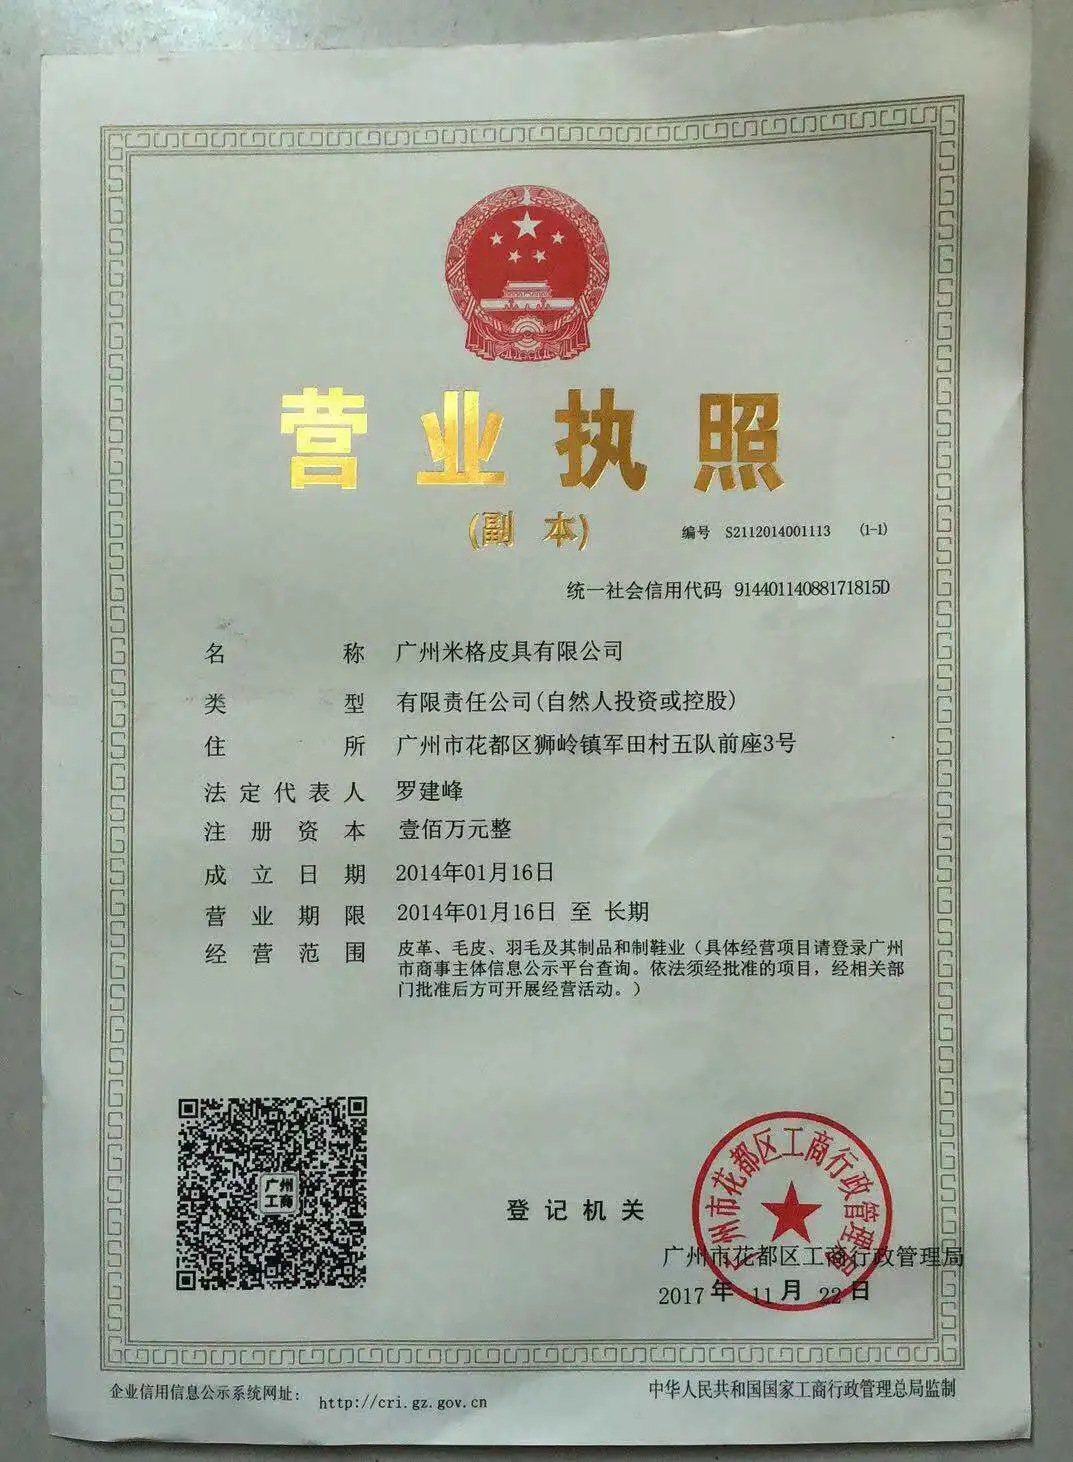 营业执照
(副 本)
编号 S2112014001113 (1-1)
统一社会信用代码 91440114088171815D
名称 广州米格皮具有限公司
类型 有限责任公司(自然人投资或控股)
住所 广州市花都区狮岭镇军田村五队前座3号
法定代表人 罗建峰
注册资本 壹佰万元整
成立日期 2014年01月16日
营业期限 2014年01月16日 至 长期
经营范围 皮革、毛皮、羽毛及其制品和制鞋业（具体经营项目请登录广州
市商事主体信息公示平台查询。依法须经批准的项目，经相关部
门批准后方可开展经营活动。）
广州
工商
登记机关
广州市花都区工商行政管理局
广州市花都区工商行政管理局
2017年 11月 22日
企业信用信息公示系统网址： http://cri.gz.gov.cn
中华人民共和国国家工商行政管理总局监制